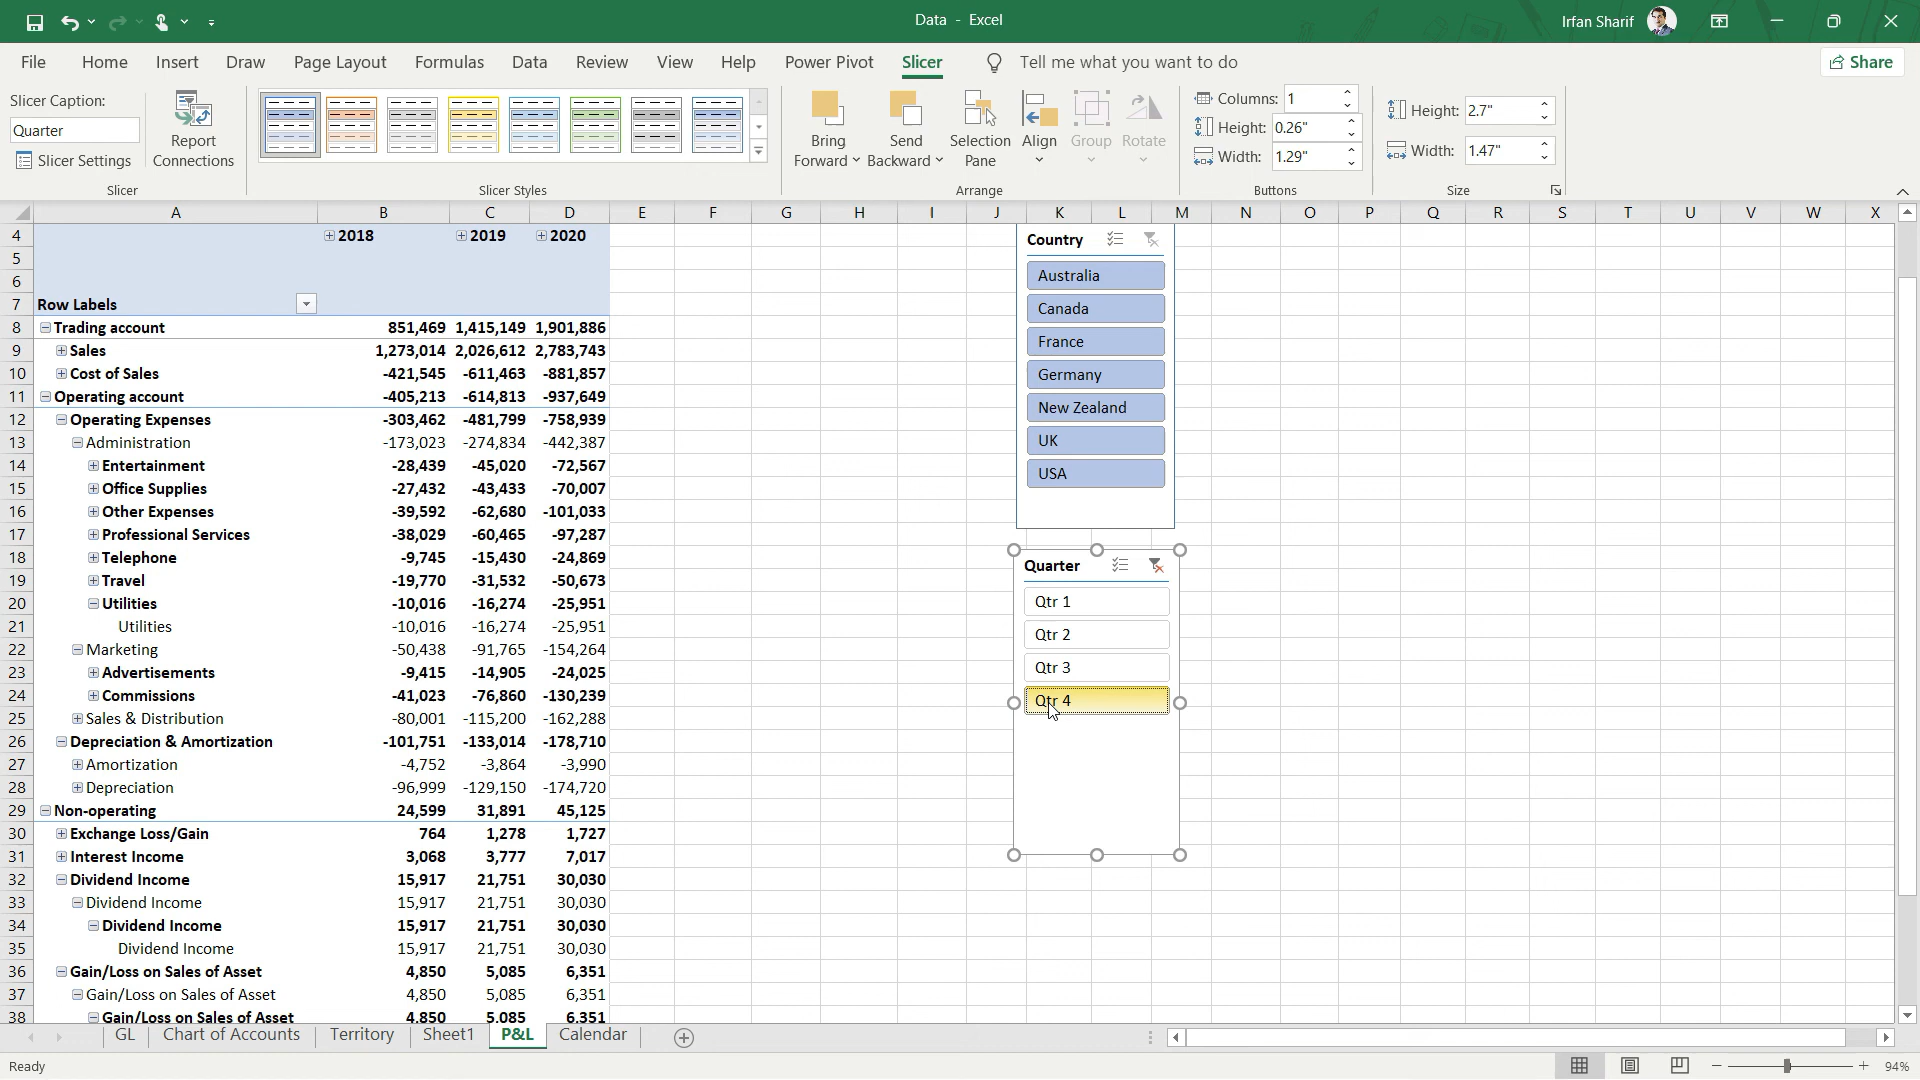 Data - Excel
Irfan Sharif
File Home Insert Draw Page Layout Formulas Data Review View Help Power Pivot Slicer Tell me what you want to do Share
Slicer Caption:
Quarter
Slicer Settings
Report
Connections
Slicer
Slicer Styles
Bring
Forward
Send
Backward
Selection
Pane
Align
Group
Rotate
Arrange
Columns: 1
Height: 0.26"
Width: 1.29"
Buttons
Height: 2.7"
Width: 1.47"
Size
A B C D E F G H I J K L M N O P Q R S T U V W X
4 2018 2019 2020
5
6
7 Row Labels
8 Trading account 851,469 1,415,149 1,901,886
9 Sales 1,273,014 2,026,612 2,783,743
10 Cost of Sales -421,545 -611,463 -881,857
11 Operating account -405,213 -614,813 -937,649
12 Operating Expenses -303,462 -481,799 -758,939
13 Administration -173,023 -274,834 -442,387
14 Entertainment -28,439 -45,020 -72,567
15 Office Supplies -27,432 -43,433 -70,007
16 Other Expenses -39,592 -62,680 -101,033
17 Professional Services -38,029 -60,465 -97,287
18 Telephone -9,745 -15,430 -24,869
19 Travel -19,770 -31,532 -50,673
20 Utilities -10,016 -16,274 -25,951
21 Utilities -10,016 -16,274 -25,951
22 Marketing -50,438 -91,765 -154,264
23 Advertisements -9,415 -14,905 -24,025
24 Commissions -41,023 -76,860 -130,239
25 Sales & Distribution -80,001 -115,200 -162,288
26 Depreciation & Amortization -101,751 -133,014 -178,710
27 Amortization -4,752 -3,864 -3,990
28 Depreciation -96,999 -129,150 -174,720
29 Non-operating 24,599 31,891 45,125
30 Exchange Loss/Gain 764 1,278 1,727
31 Interest Income 3,068 3,777 7,017
32 Dividend Income 15,917 21,751 30,030
33 Dividend Income 15,917 21,751 30,030
34 Dividend Income 15,917 21,751 30,030
35 Dividend Income 15,917 21,751 30,030
36 Gain/Loss on Sales of Asset 4,850 5,085 6,351
37 Gain/Loss on Sales of Asset 4,850 5,085 6,351
38 Gain/Loss on Sales of Asset 4,850 5,085 6,351
Country
Australia
Canada
France
Germany
New Zealand
UK
USA
Quarter
Qtr 1
Qtr 2
Qtr 3
Qtr 4
GL Chart of Accounts Territory Sheet1 P&L Calendar
Ready
94%